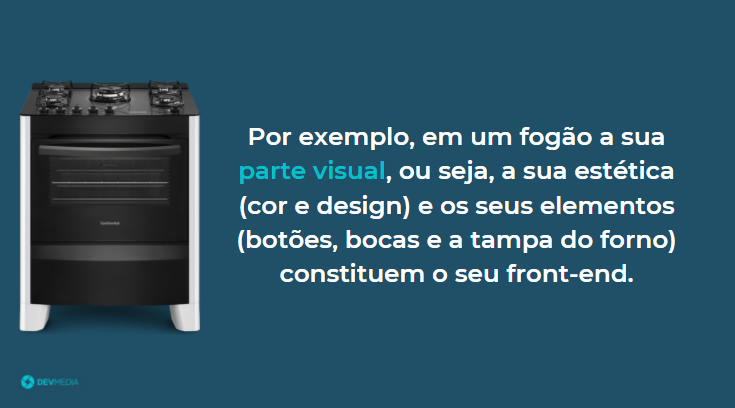 Por exemplo, em um fogão a sua
parte visual, ou seja, a sua estética
(cor e design) e os seus elementos
(botões, bocas e a tampa do forno)
constituem o seu front-end.
DEVMEDIA